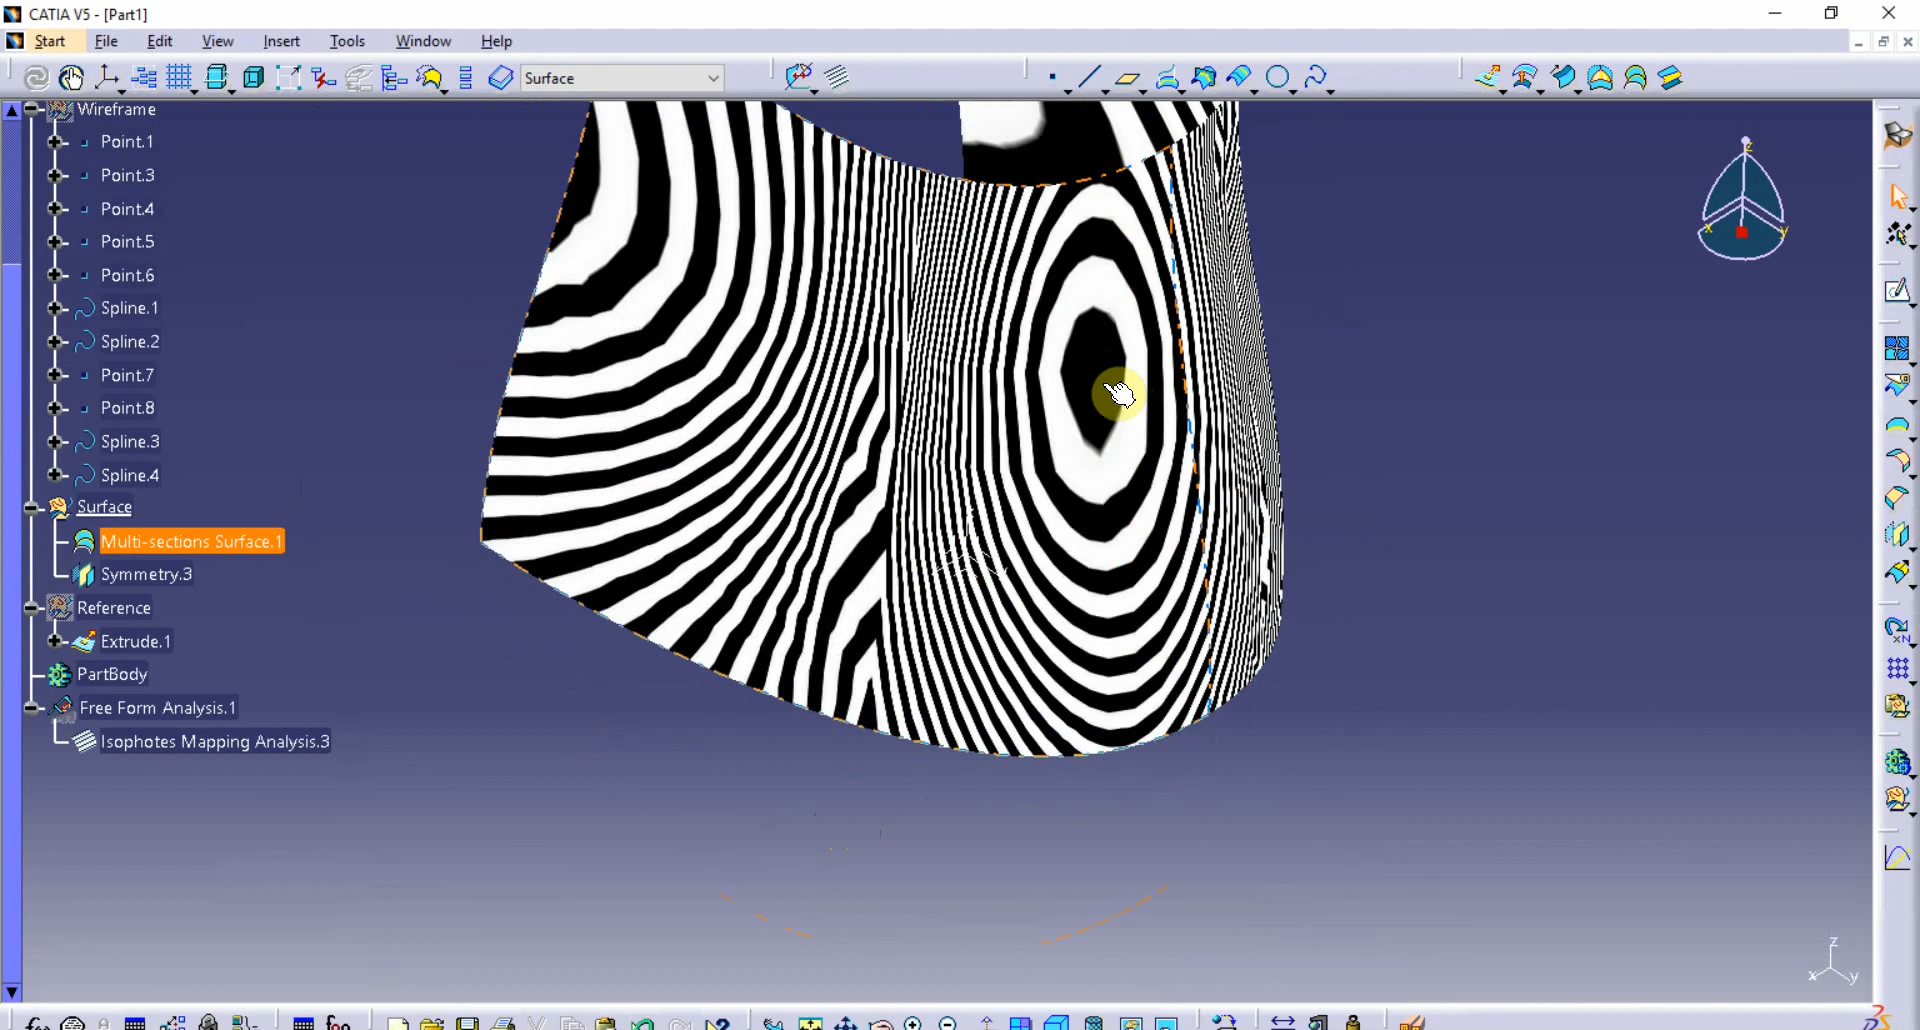 CATIA V5 - [Part1]
Start File Edit View Insert Tools Window Help
Surface
Wireframe
Point.1
Point.3
Point.4
Point.5
Point.6
Spline.1
Spline.2
Point.7
Point.8
Spline.3
Spline.4
Surface
Multi-sections Surface.1
Symmetry.3
Reference
Extrude.1
PartBody
Free Form Analysis.1
Isophotes Mapping Analysis.3
z
x y
z
x y